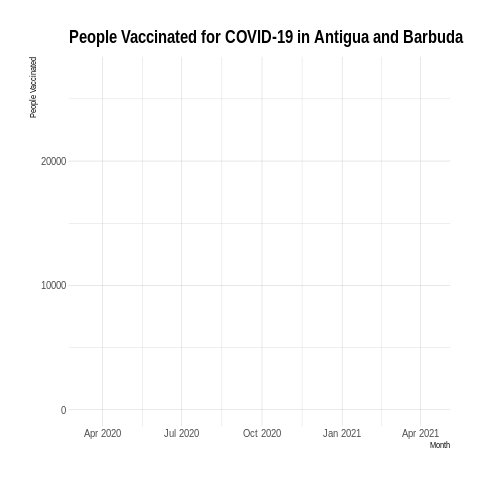 People Vaccinated for COVID-19 in Antigua and Barbuda
People Vaccinated
20000
10000
0
Apr 2020 Jul 2020 Oct 2020 Jan 2021 Apr 2021
Month